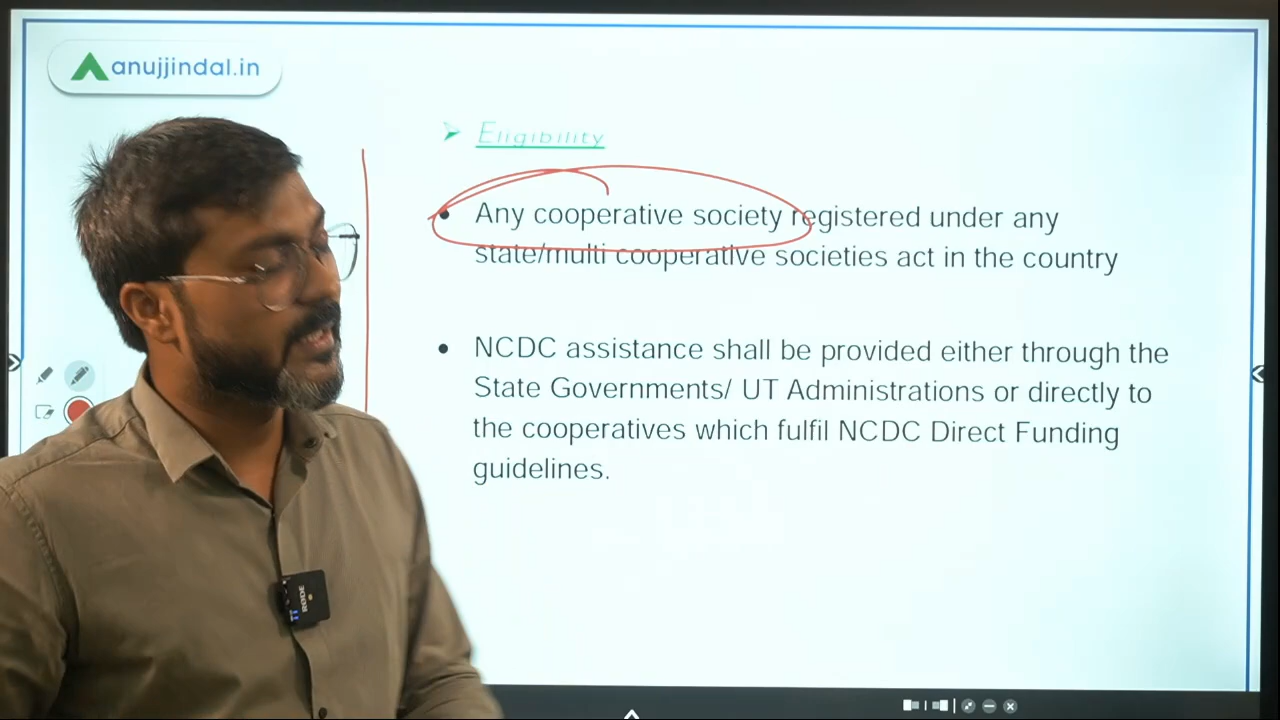 anujjindal.in
➤ Eligibility
• Any cooperative society registered under any
state/multi cooperative societies act in the country
• NCDC assistance shall be provided either through the
State Governments/ UT Administrations or directly to
the cooperatives which fulfil NCDC Direct Funding
guidelines.
RODE